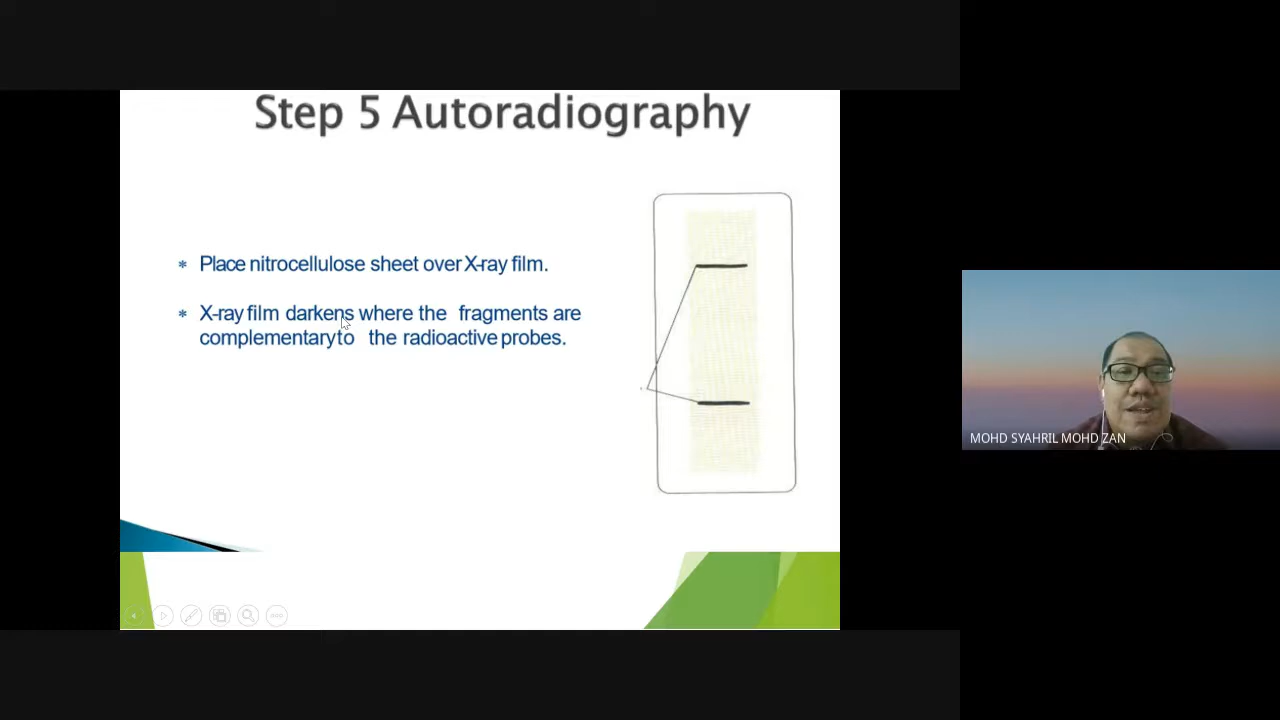 Step 5 Autoradiography
* Place nitrocellulose sheet over X-ray film.
* X-ray film darkens where the fragments are
complementary to the radioactive probes.
MOHD SYAHRIL MOHD ZAN